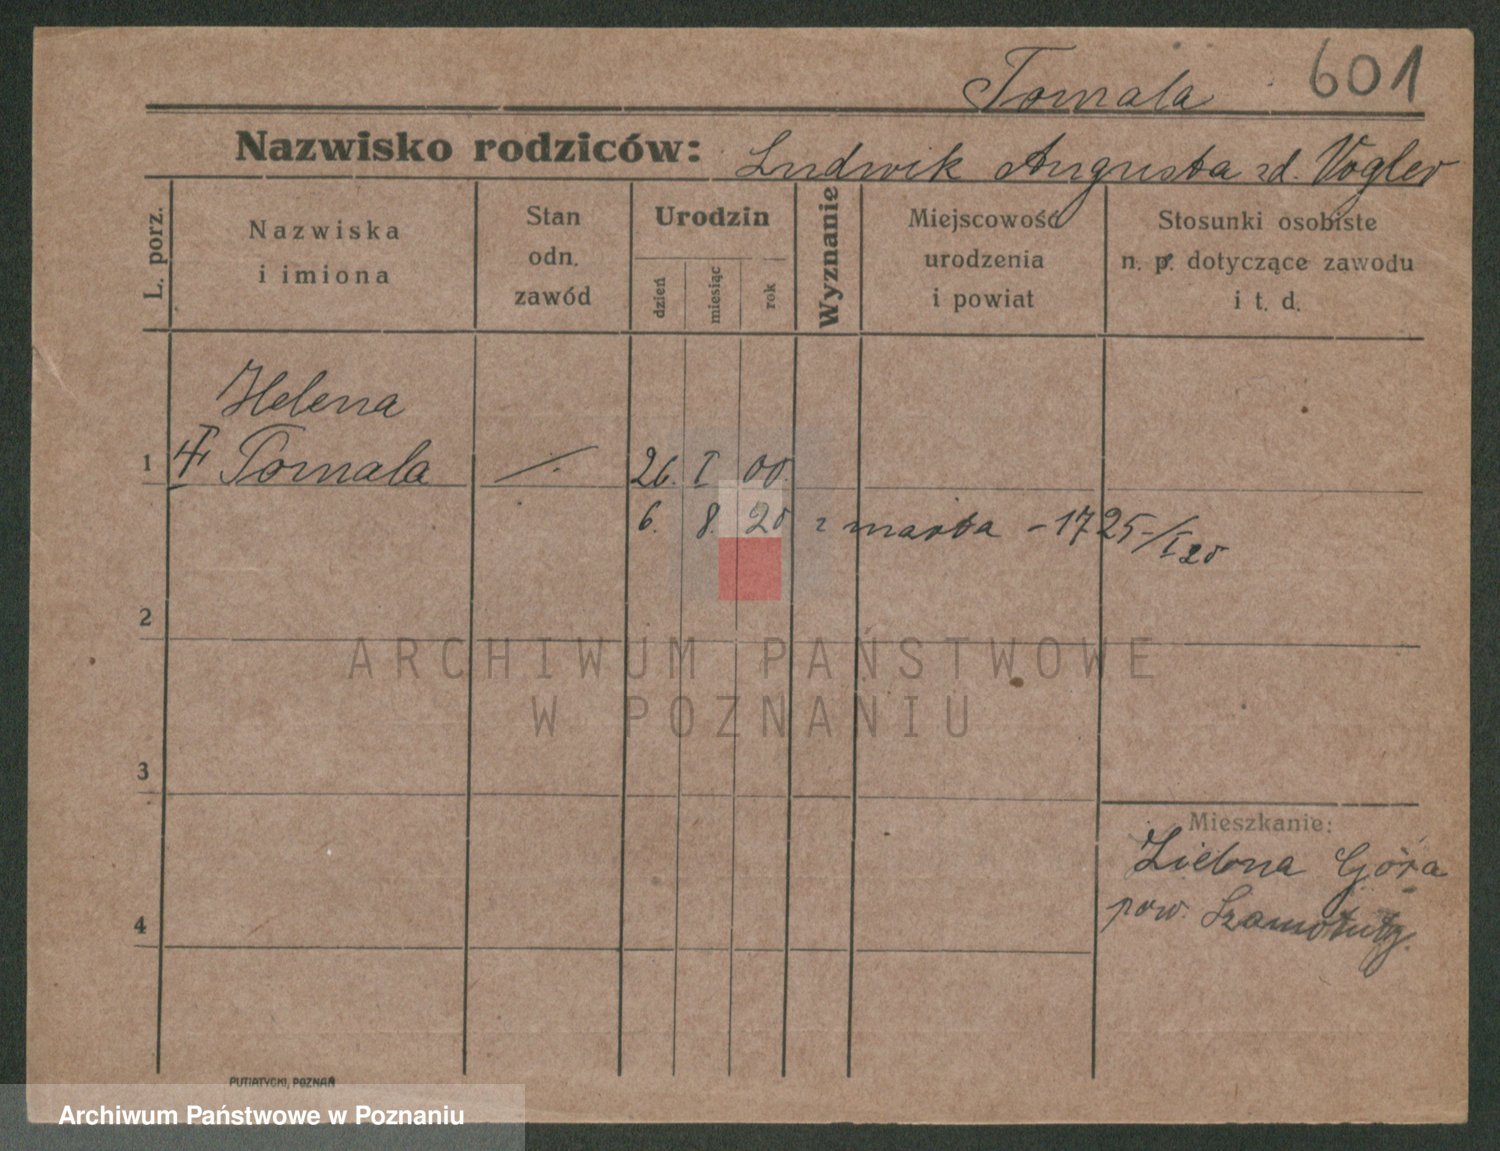 601
Tomala
Nazwisko rodziców: Ludwik Augusta zd. Vogler
L. porz.
Nazwiska
i imiona
Stan
odn.
zawód
Urodzin
dzień
miesiąc
rok
Wyznanie
Miejscowość
urodzenia
i powiat
Stosunki osobiste
n. p. dotyczące zawodu
i t. d.
Helena
1 Tomala 26. I 00.
6. 8. 20 z marta - 1725/I 20
2
3
4
Mieszkanie:
Zielona Góra
pow. Szamotuły.
PUTIATYCKI, POZNAŃ
ARCHIWUM PAŃSTWOWE
W POZNANIU
Archiwum Państwowe w Poznaniu